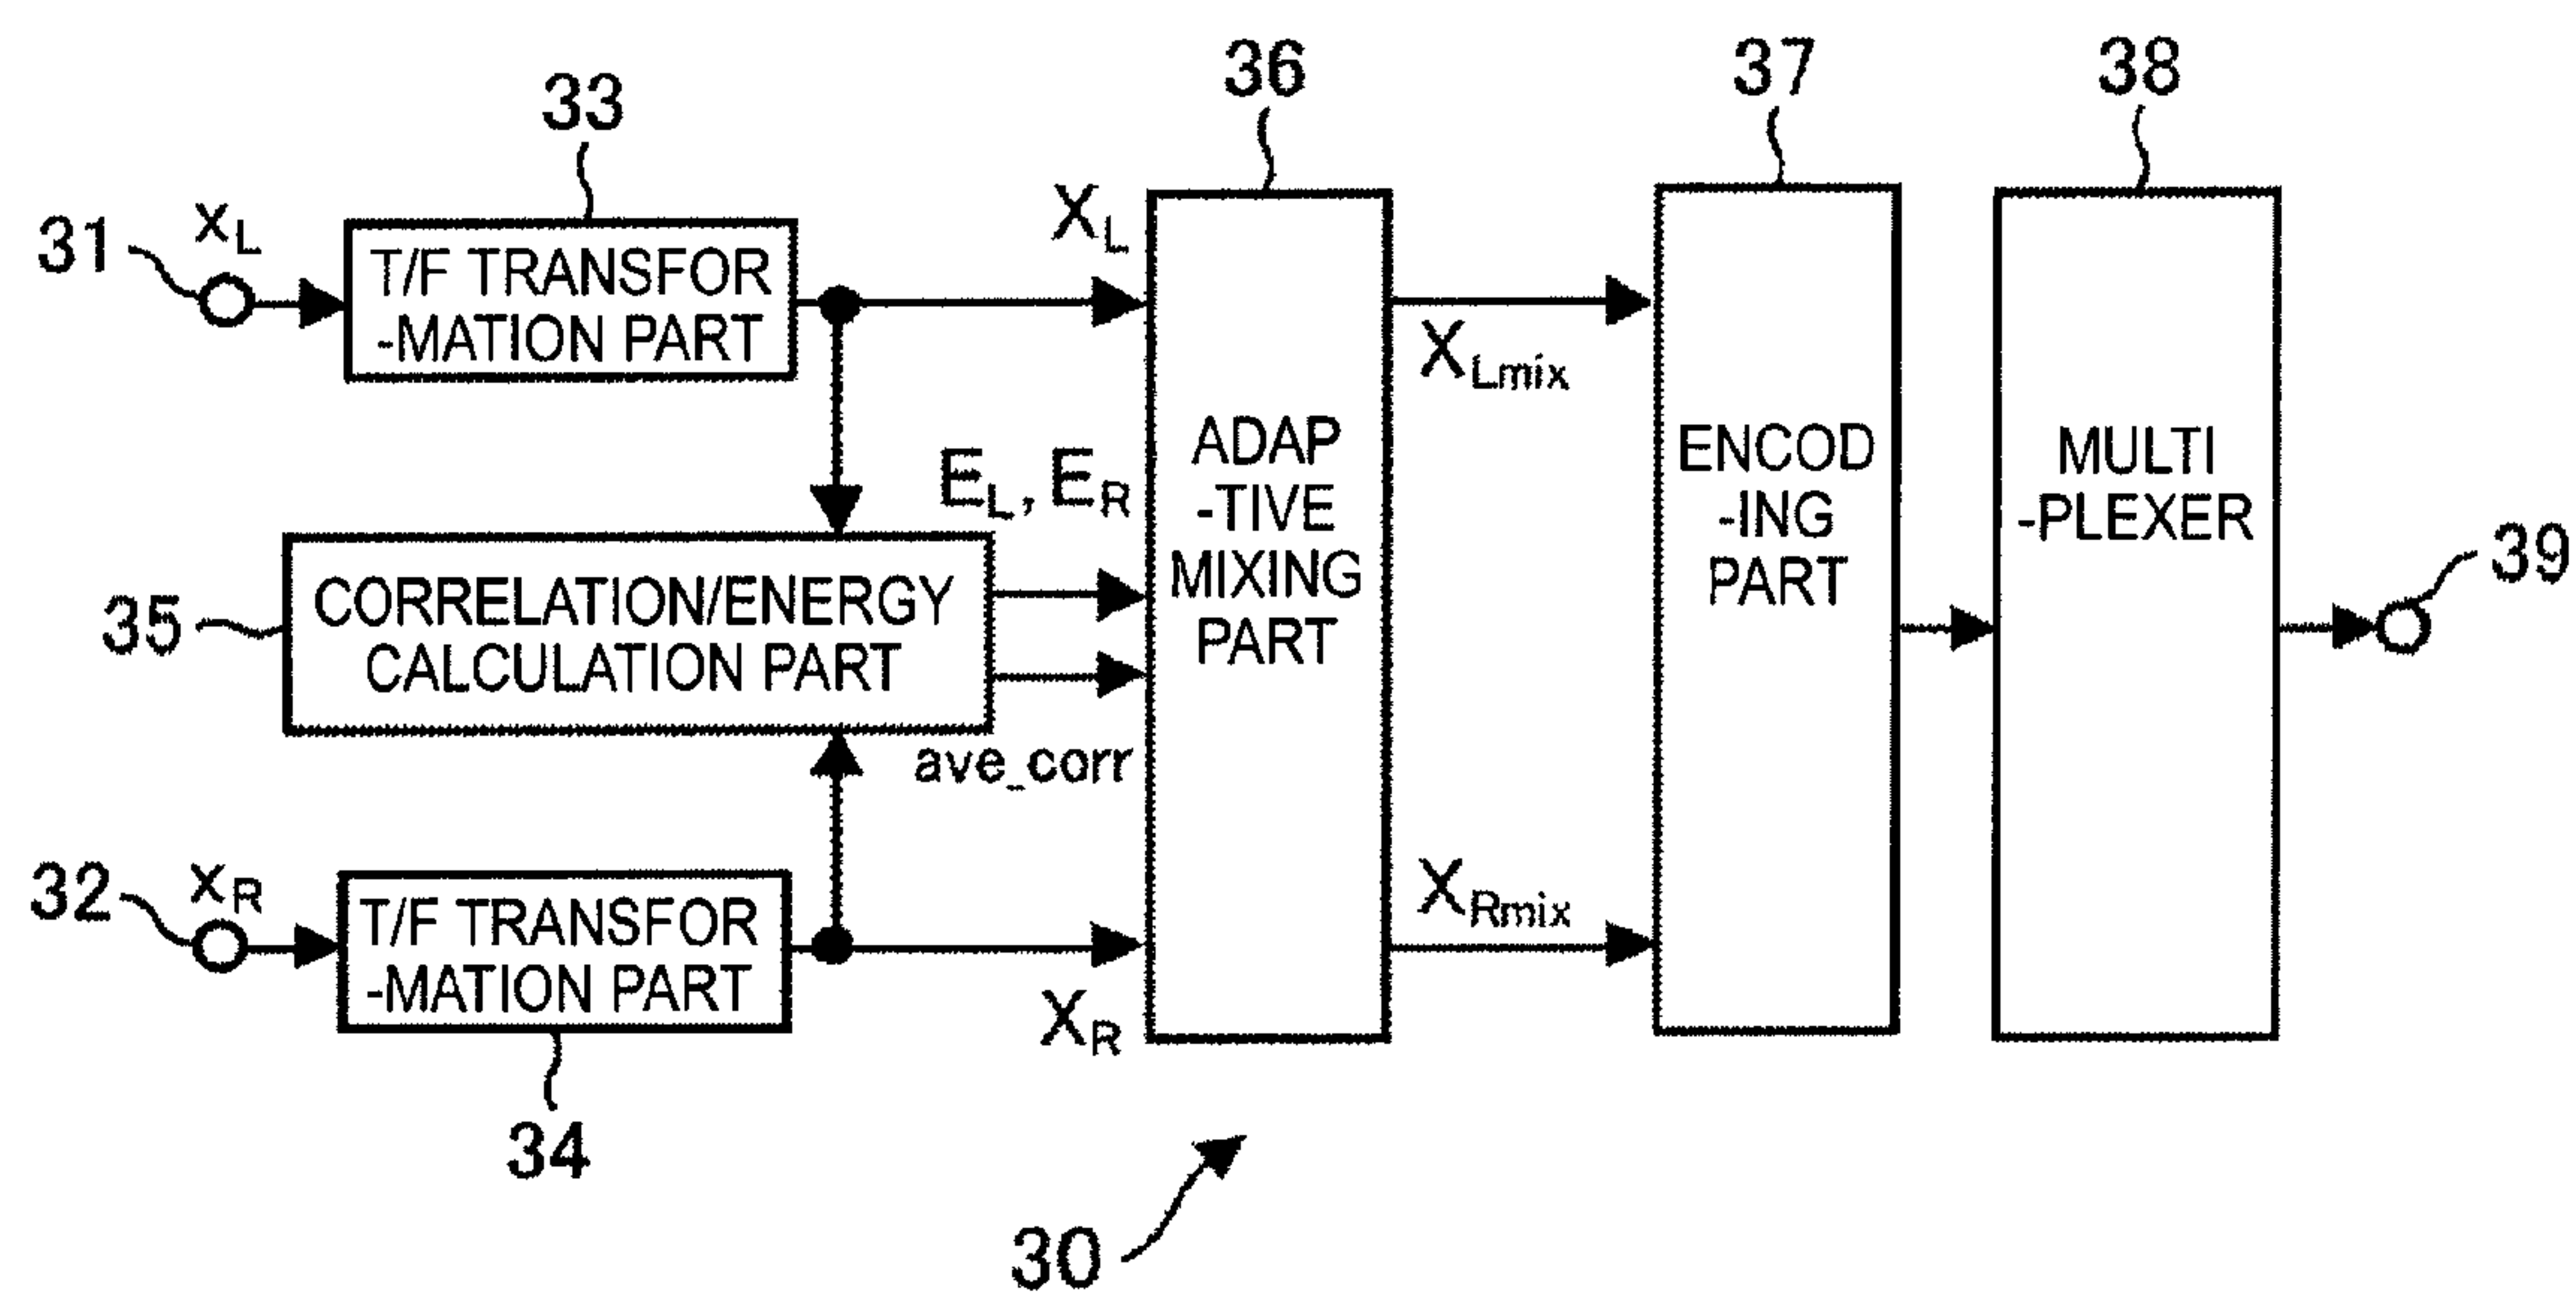 33
36
37
38
31
xL
T/F TRANSFOR
-MATION PART
XL
XLmix
EL, ER
ADAP
-TIVE
MIXING
PART
ENCOD
-ING
PART
MULTI
-PLEXER
39
35
CORRELATION/ENERGY
CALCULATION PART
ave_corr
32
xR
T/F TRANSFOR
-MATION PART
XR
XRmix
34
30